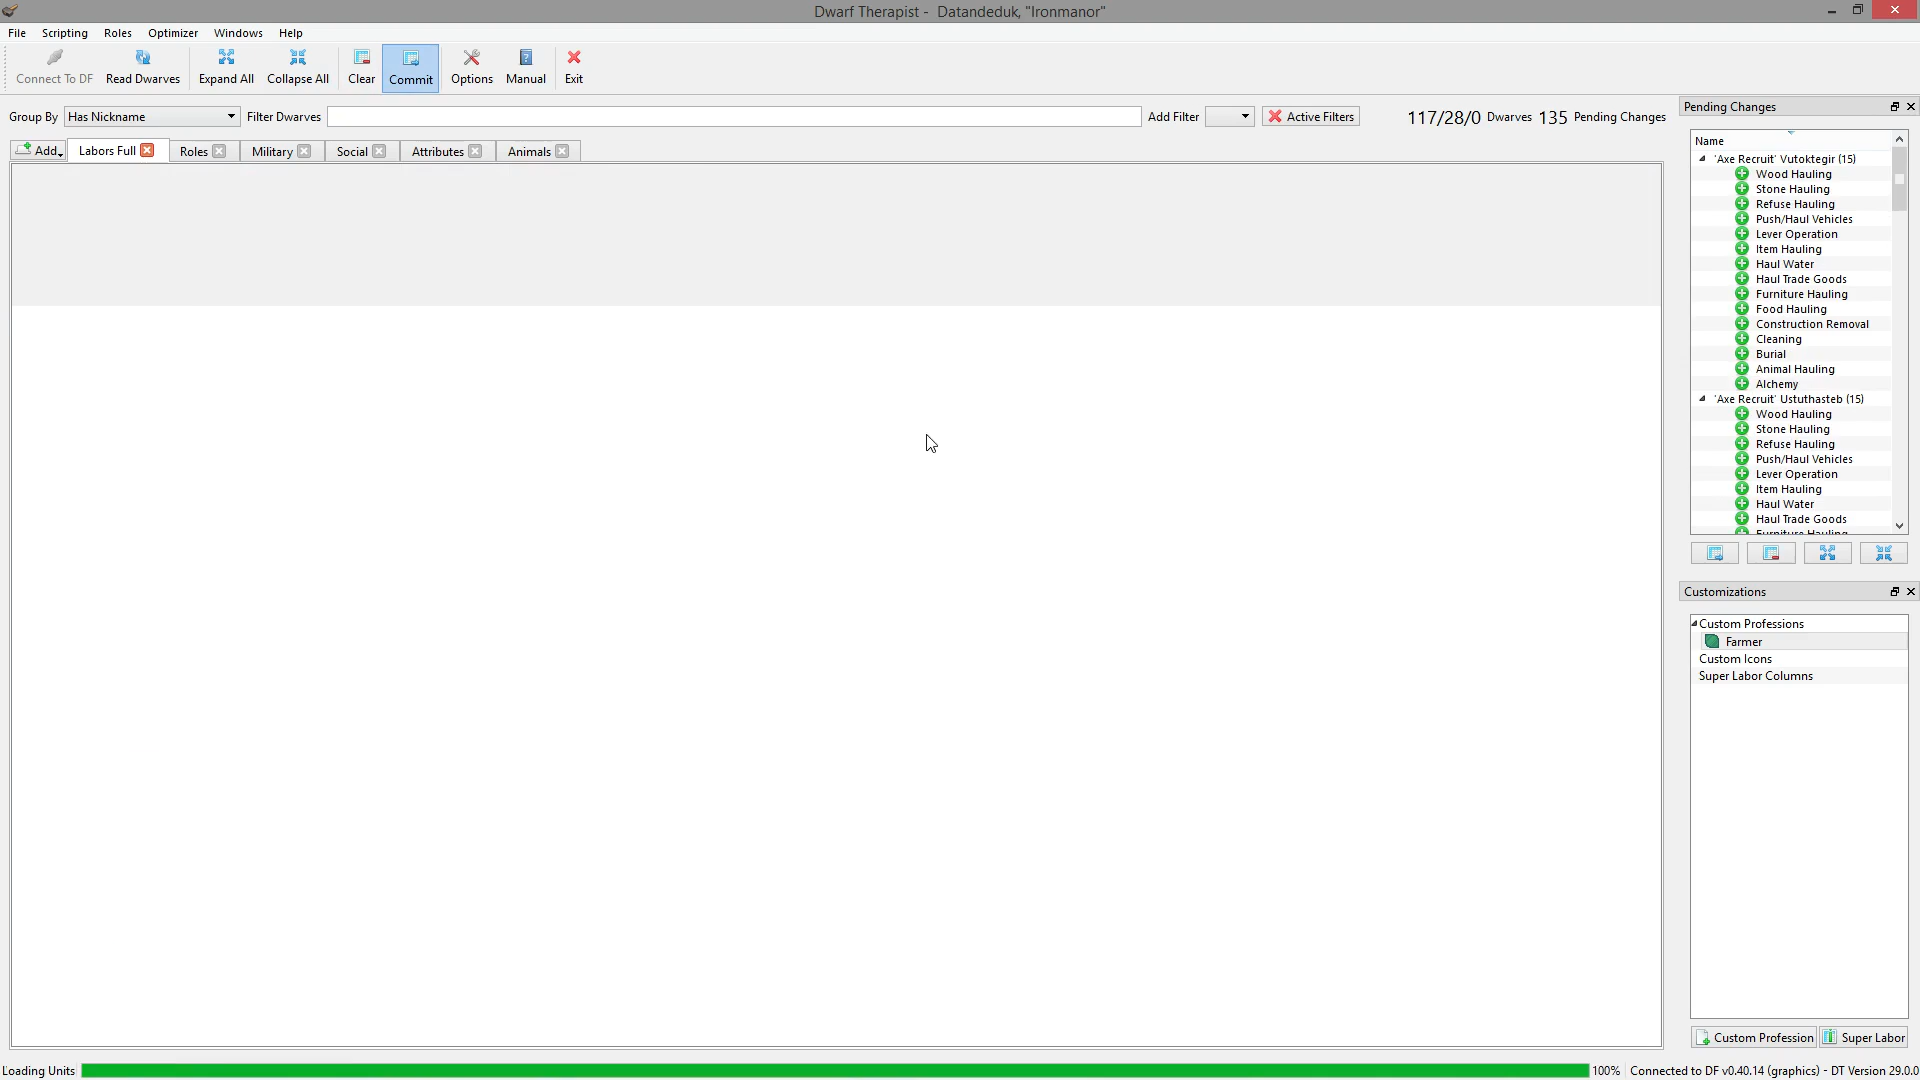 Dwarf Therapist - Datandeduk, "Ironmanor"
File Scripting Roles Optimizer Windows Help
Connect To DF Read Dwarves Expand All Collapse All Clear Commit Options Manual Exit
Group By Has Nickname Filter Dwarves Add Filter Active Filters 117/28/0 Dwarves 135 Pending Changes
Add Labors Full Roles Military Social Attributes Animals
Pending Changes
Name
'Axe Recruit' Vutoktegir (15)
Wood Hauling
Stone Hauling
Refuse Hauling
Push/Haul Vehicles
Lever Operation
Item Hauling
Haul Water
Haul Trade Goods
Furniture Hauling
Food Hauling
Construction Removal
Cleaning
Burial
Animal Hauling
Alchemy
'Axe Recruit' Ustuthasteb (15)
Wood Hauling
Stone Hauling
Refuse Hauling
Push/Haul Vehicles
Lever Operation
Item Hauling
Haul Water
Haul Trade Goods
Furniture Hauling
Customizations
Custom Professions
Farmer
Custom Icons
Super Labor Columns
Custom Profession Super Labor
Loading Units 100% Connected to DF v0.40.14 (graphics) - DT Version 29.0.0